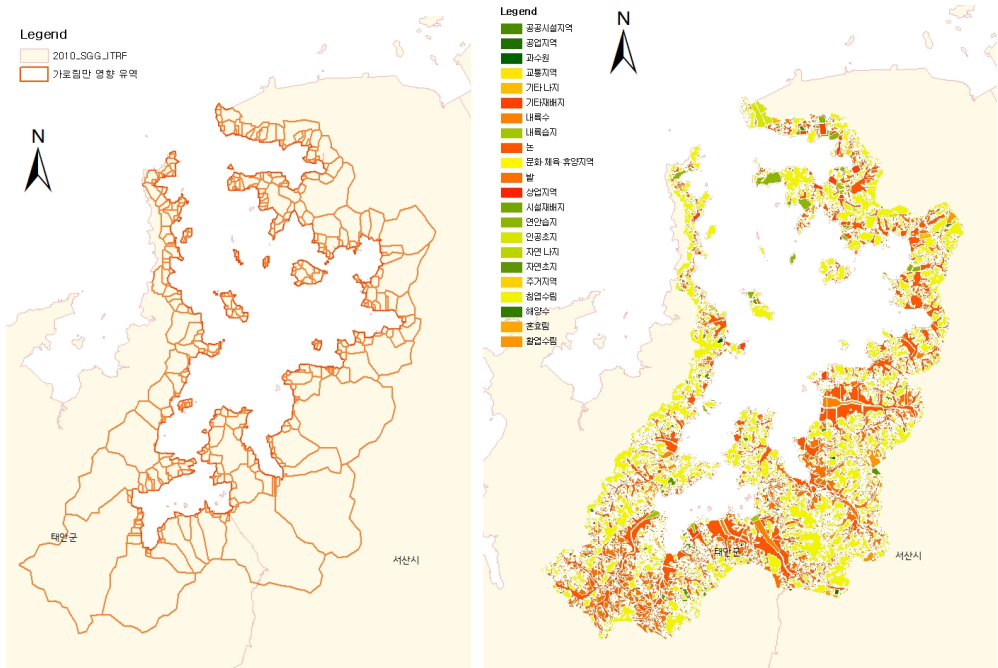 Legend
2010_SGG_ITRF
가로림만 영향 유역
N
태안군
서산시
Legend
공공시설지역
공업지역
과수원
교통지역
기타 나지
기타재배지
내륙수
내륙습지
논
문화·체육·휴양지역
밭
상업지역
시설재배지
연안습지
인공초지
자연 나지
자연초지
주거지역
침엽수림
해양수
혼효림
활엽수림
N
태안군
서산시